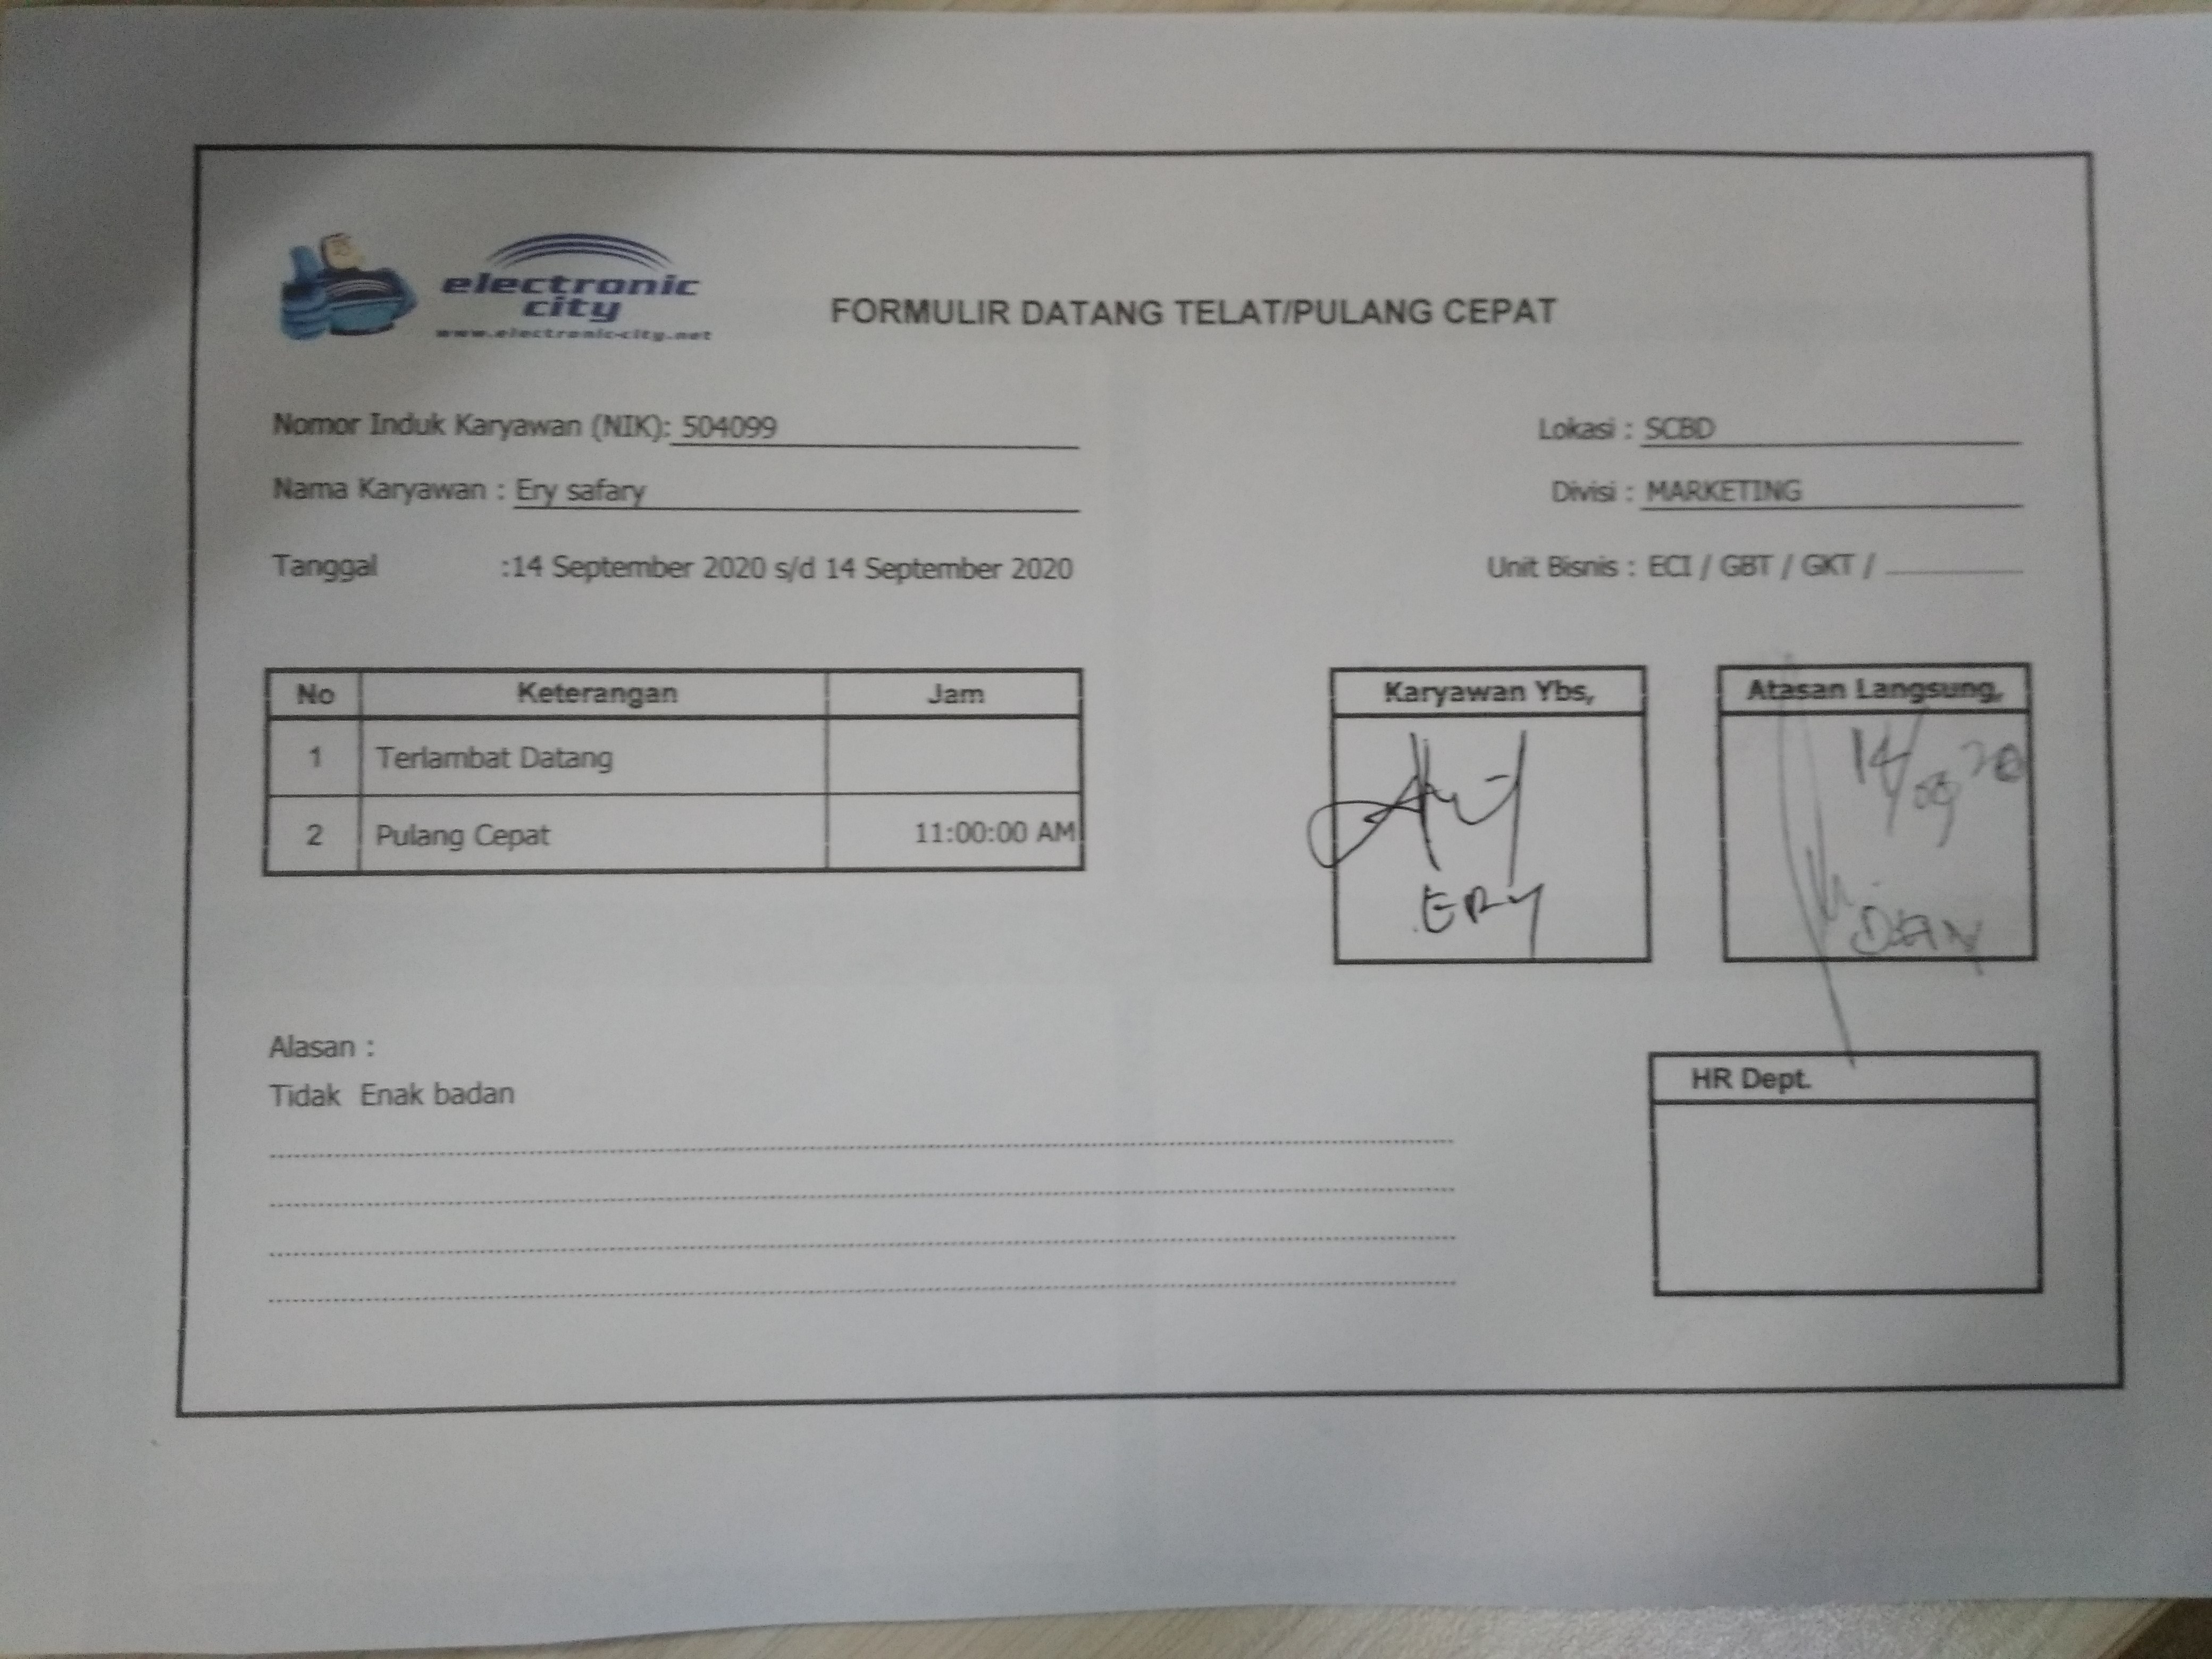 electronic
city
www.electronic-city.net
FORMULIR DATANG TELAT/PULANG CEPAT
Nomor Induk Karyawan (NIK): 504099
Lokasi : SCBD
Nama Karyawan : Ery safary
Divisi : MARKETING
Tanggal :14 September 2020 s/d 14 September 2020
Unit Bisnis : ECI / GBT / GKT /
No Keterangan Jam
1 Terlambat Datang
2 Pulang Cepat 11:00:00 AM
Karyawan Ybs,
ERY
Atasan Langsung,
14/09 20
Alasan :
Tidak Enak badan
HR Dept.